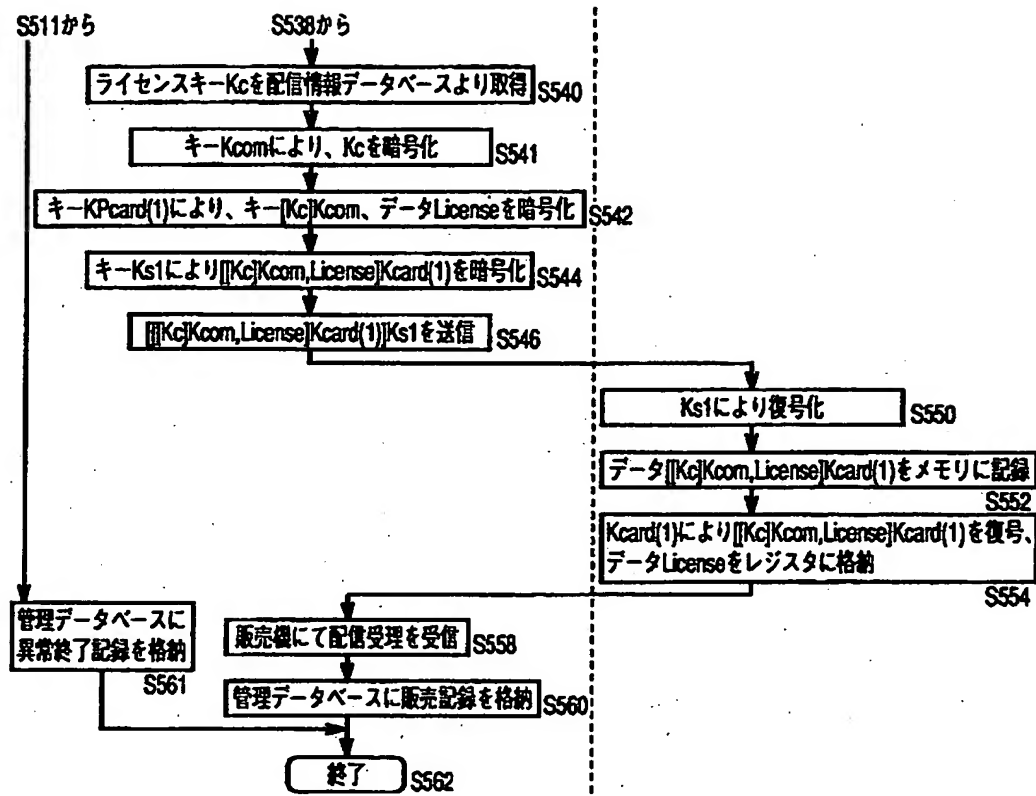 S511から
S538から
ライセンスキーKcを配信情報データベースより取得
S540
キーKcomにより、Kcを暗号化
S541
キーKPcard(1)により、キー[Kc]Kcom、データLicenseを暗号化
S542
キーKs1により[[Kc]Kcom,License]Kcard(1)を暗号化
S544
[[[Kc]Kcom,License]Kcard(1)]Ks1を送信
S546
Ks1により復号化
S550
データ[[Kc]Kcom,License]Kcard(1)をメモリに記録
S552
Kcard(1)により[[Kc]Kcom,License]Kcard(1)を復号、
データLicenseをレジスタに格納
S554
管理データベースに
異常終了記録を格納
S561
販売機にて配信受理を受信
S558
管理データベースに販売記録を格納
S560
終了
S562